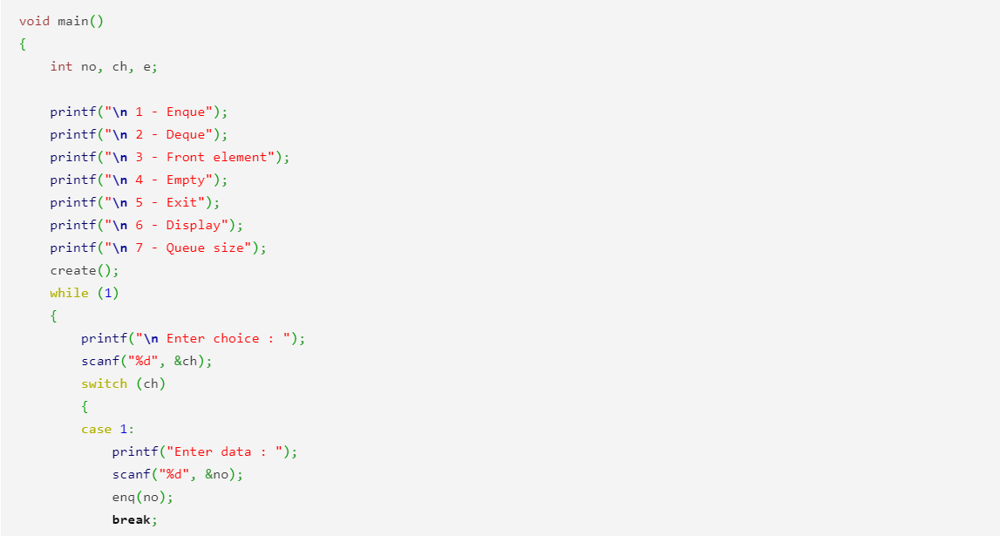 void main()
{
    int no, ch, e;

    printf("\n 1 - Enque");
    printf("\n 2 - Deque");
    printf("\n 3 - Front element");
    printf("\n 4 - Empty");
    printf("\n 5 - Exit");
    printf("\n 6 - Display");
    printf("\n 7 - Queue size");
    create();
    while (1)
    {
        printf("\n Enter choice : ");
        scanf("%d", &ch);
        switch (ch)
        {
        case 1:
            printf("Enter data : ");
            scanf("%d", &no);
            enq(no);
            break;